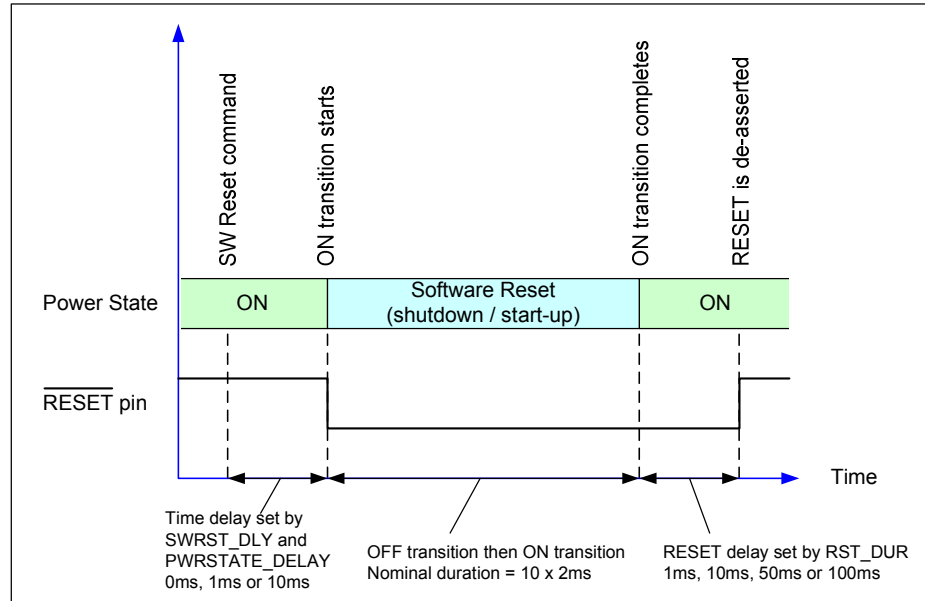 SW Reset command
ON transition starts
ON transition completes
RESET is de-asserted
Power State
ON
Software Reset
(shutdown / start-up)
ON
RESET pin
Time
Time delay set by
SWRST_DLY and
PWRSTATE_DELAY
0ms, 1ms or 10ms
OFF transition then ON transition
Nominal duration = 10 x 2ms
RESET delay set by RST_DUR
1ms, 10ms, 50ms or 100ms